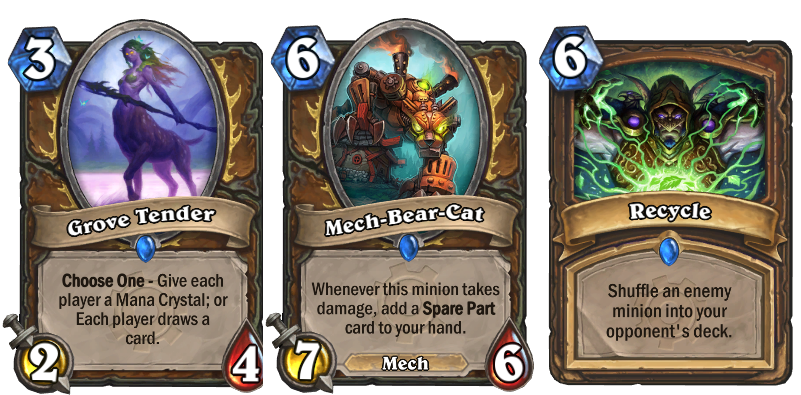 3
Grove Tender
Choose One - Give each
player a Mana Crystal; or
Each player draws a
card.
2
4
6
Mech-Bear-Cat
Whenever this minion takes
damage, add a Spare Part
card to your hand.
7
Mech
6
6
Recycle
Shuffle an enemy
minion into your
opponent's deck.